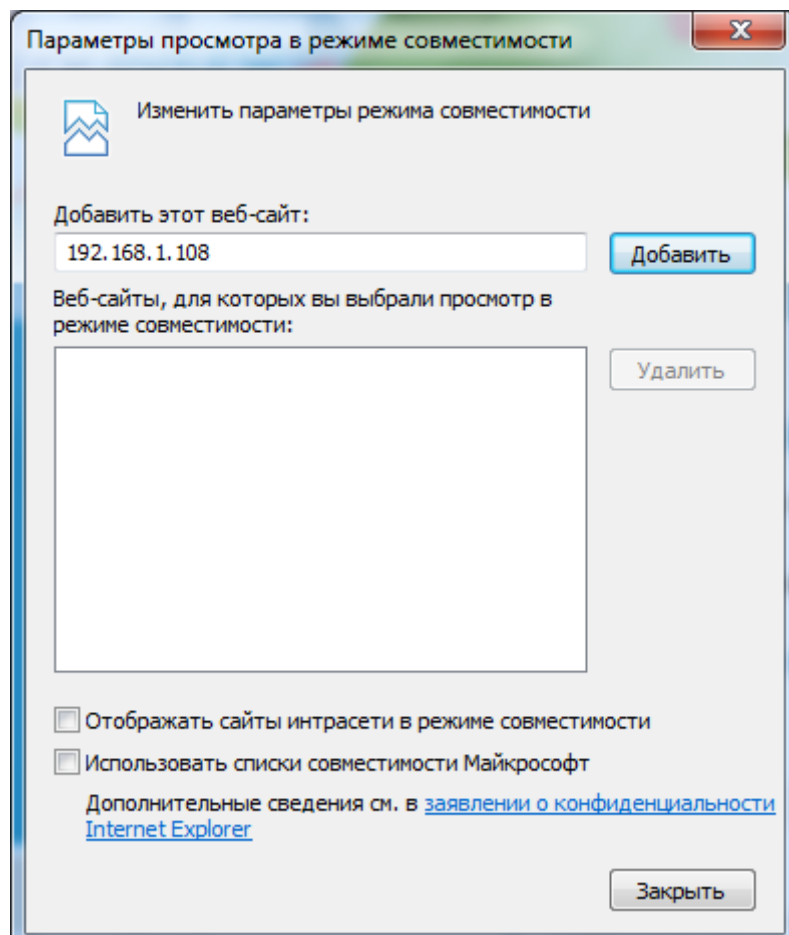 Параметры просмотра в режиме совместимости
Изменить параметры режима совместимости
Добавить этот веб-сайт:
192.168.1.108
Добавить
Веб-сайты, для которых вы выбрали просмотр в
режиме совместимости:
Удалить
Отображать сайты интрасети в режиме совместимости
Использовать списки совместимости Майкрософт
Дополнительные сведения см. в заявлении о конфиденциальности
Internet Explorer
Закрыть